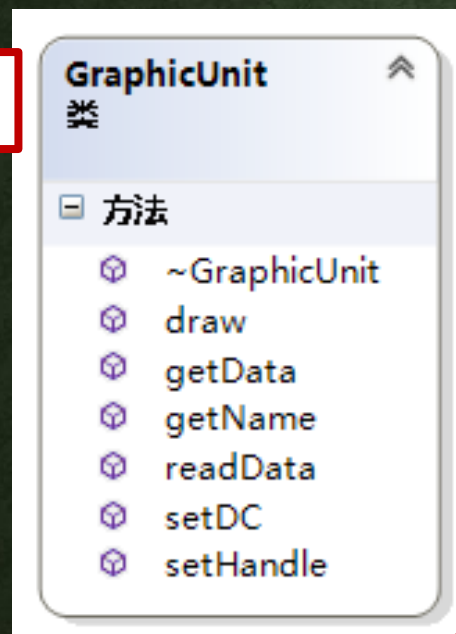 GraphicUnit
类
方法
~GraphicUnit
draw
getData
getName
readData
setDC
setHandle